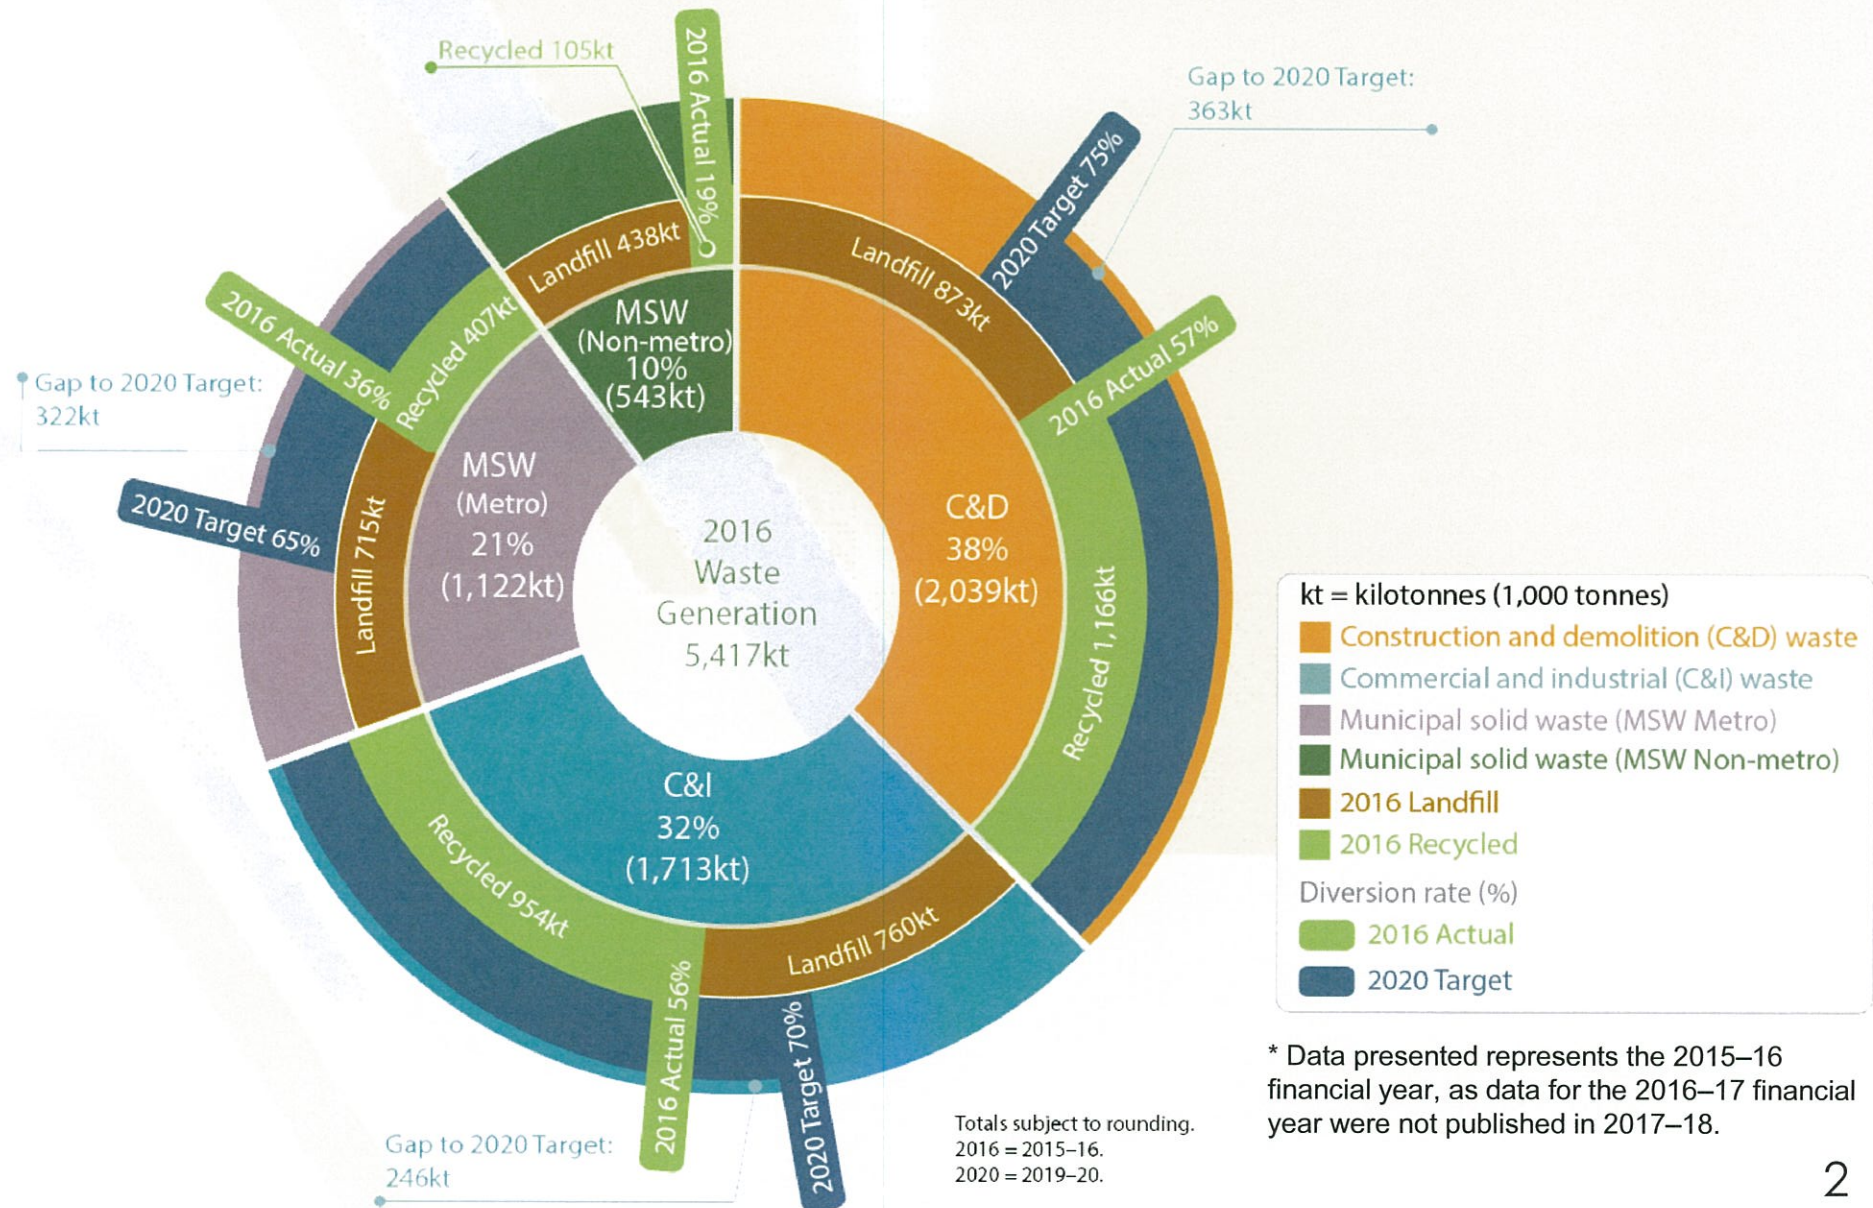 Recycled 105kt
2016 Actual 19%
Gap to 2020 Target:
363kt
2020 Target 75%
Landfill 438kt
Landfill 873kt
MSW
(Non-metro)
10%
(543kt)
2016 Actual 57%
2016 Actual 36%
Recycled 407kt
Gap to 2020 Target:
322kt
MSW
(Metro)
21%
(1,122kt)
2020 Target 65%
Landfill 715kt
2016
Waste
Generation
5,417kt
C&D
38%
(2,039kt)
Recycled 1,166kt
C&I
32%
(1,713kt)
Recycled 954kt
Landfill 760kt
2016 Actual 56%
2020 Target 70%
Gap to 2020 Target:
246kt
kt = kilotonnes (1,000 tonnes)
Construction and demolition (C&D) waste
Commercial and industrial (C&I) waste
Municipal solid waste (MSW Metro)
Municipal solid waste (MSW Non-metro)
2016 Landfill
2016 Recycled
Diversion rate (%)
2016 Actual
2020 Target
Totals subject to rounding.
2016 = 2015–16.
2020 = 2019–20.
* Data presented represents the 2015–16
financial year, as data for the 2016–17 financial
year were not published in 2017–18.
2